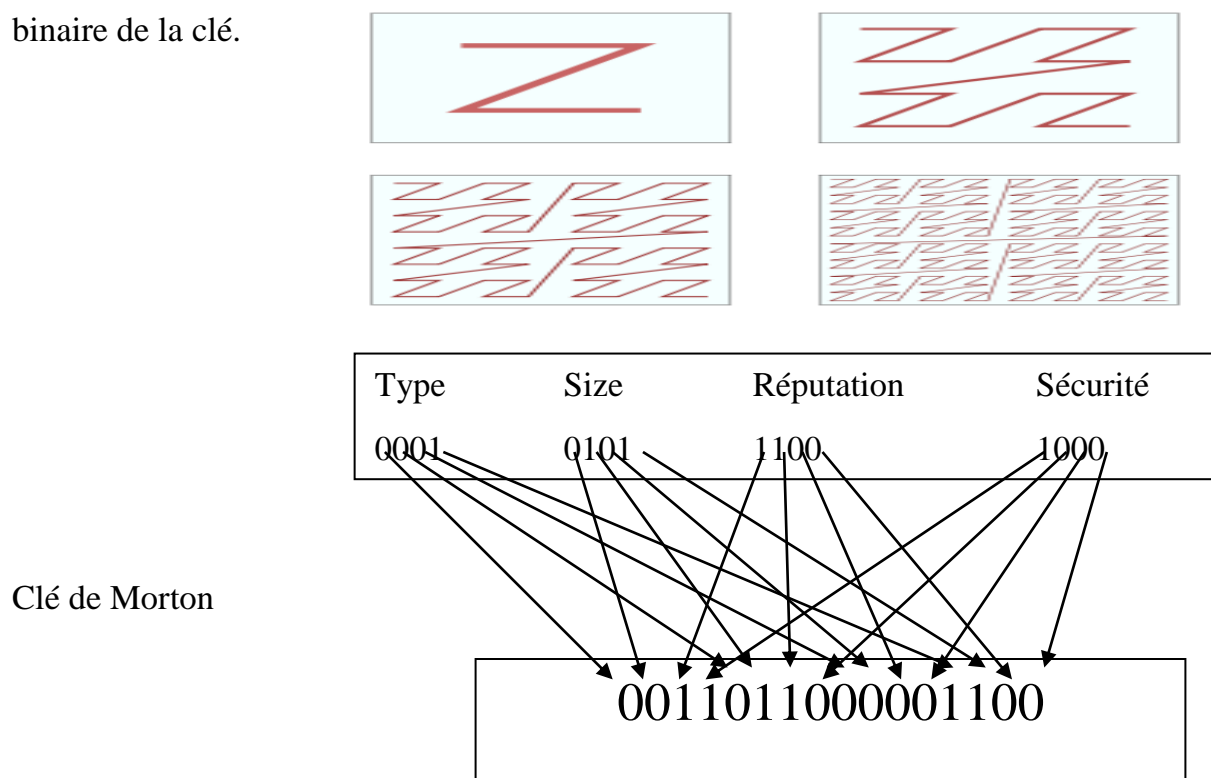 binaire de la clé.
Type Size Réputation Sécurité
0001 0101 1100 1000
Clé de Morton
0011011000001100